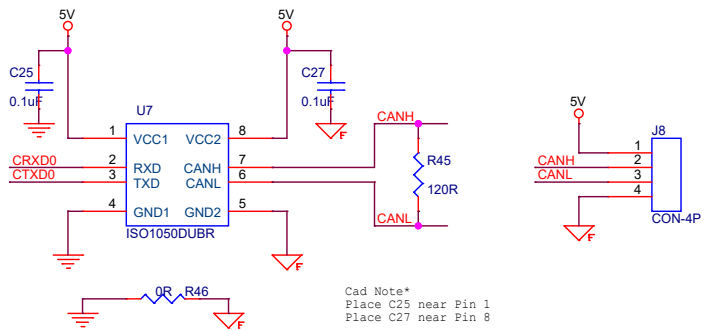 5V
5V
C25
C27
0.1uF
0.1uF
U7
5V
CANH
J8
1
VCC1
VCC2
8
1
CRXD0
2
RXD
CANH
7
R45
CANH
2
CTXD0
3
TXD
CANL
6
CANL
3
120R
4
4
GND1
GND2
5
CANL
CON-4P
ISO1050DUBR
F
F
F
F
0R
R46
Cad Note*
Place C25 near Pin 1
Place C27 near Pin 8